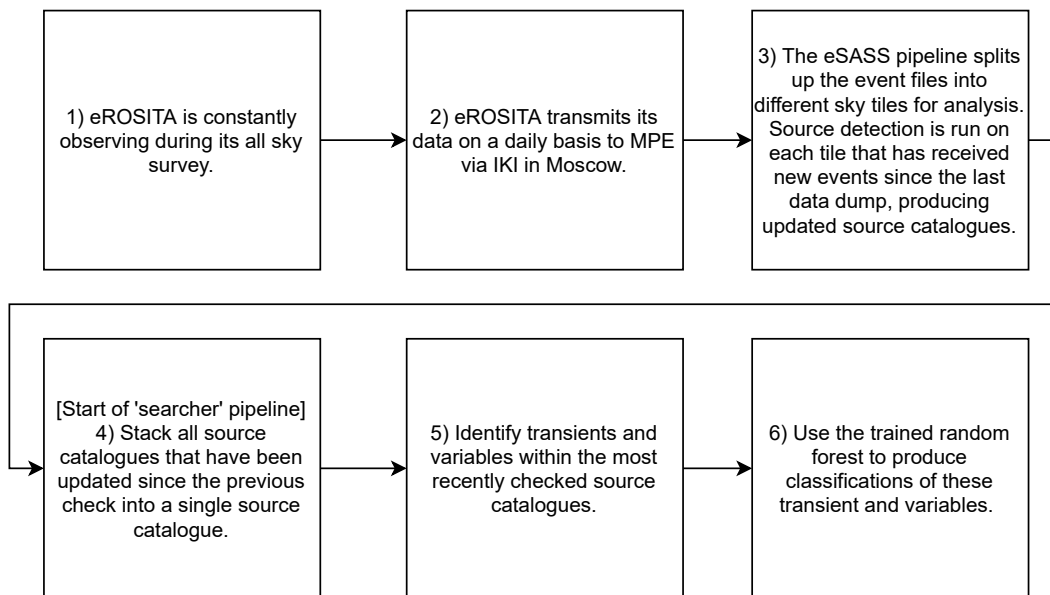 1) eROSITA is constantly
observing during its all sky
survey.
2) eROSITA transmits its
data on a daily basis to MPE
via IKI in Moscow.
3) The eSASS pipeline splits
up the event files into
different sky tiles for analysis.
Source detection is run on
each tile that has received
new events since the last
data dump, producing
updated source catalogues.
[Start of 'searcher' pipeline]
4) Stack all source
catalogues that have been
updated since the previous
check into a single source
catalogue.
5) Identify transients and
variables within the most
recently checked source
catalogues.
6) Use the trained random
forest to produce
classifications of these
transient and variables.